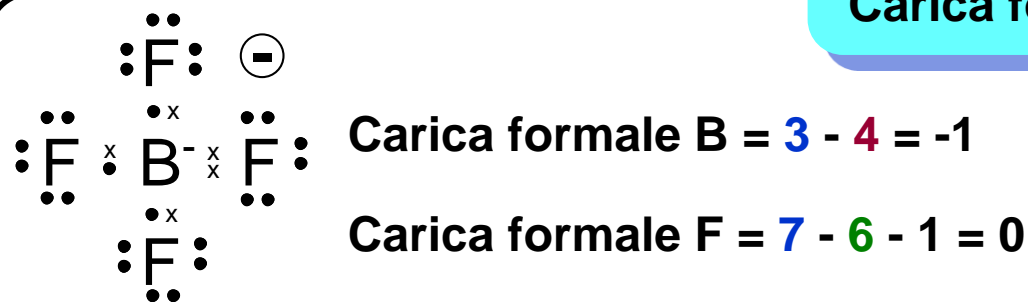 Carica fo
F -
x
F x B- x F
x
x
F
Carica formale B = 3 - 4 = -1
Carica formale F = 7 - 6 - 1 = 0